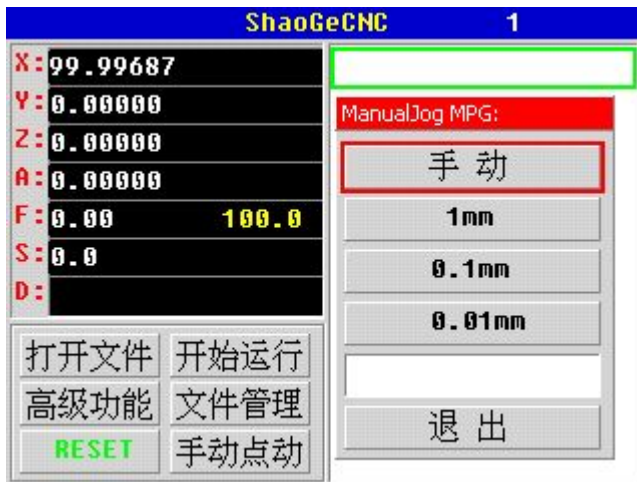 ShaoGeCNC 1
X:99.99687
Y:0.00000
Z:0.00000
A:0.00000
F:0.00 100.0
S:0.0
D:
打开文件 开始运行
高级功能 文件管理
RESET 手动点动
ManualJog MPG:
手 动
1mm
0.1mm
0.01mm
退 出